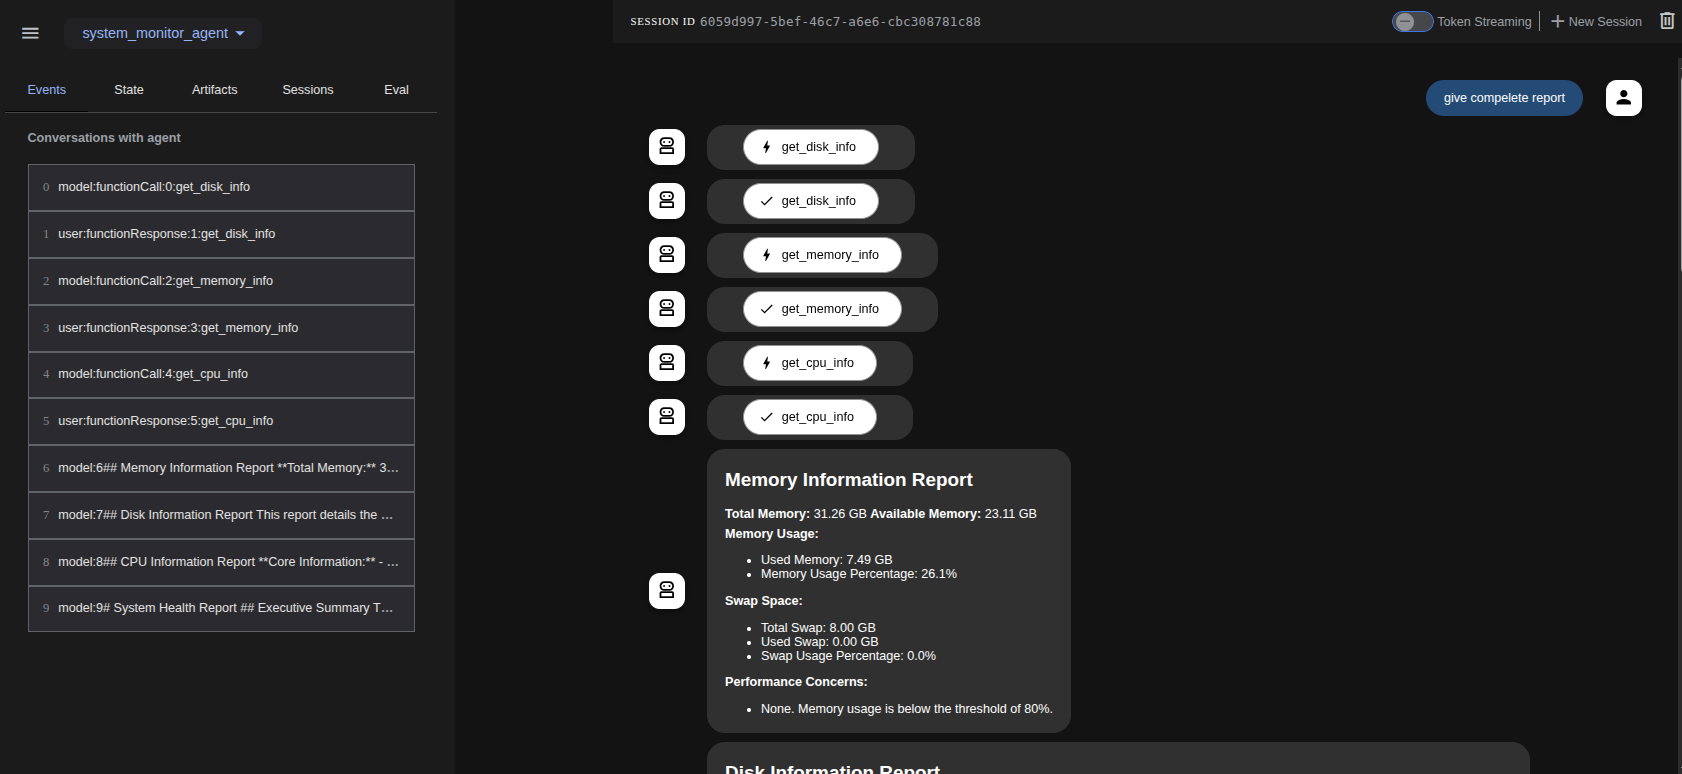 system_monitor_agent
SESSION ID 6059d997-5bef-46c7-a6e6-cbc308781c88
Token Streaming
New Session
Events State Artifacts Sessions Eval
Conversations with agent
0 model:functionCall:0:get_disk_info
1 user:functionResponse:1:get_disk_info
2 model:functionCall:2:get_memory_info
3 user:functionResponse:3:get_memory_info
4 model:functionCall:4:get_cpu_info
5 user:functionResponse:5:get_cpu_info
6 model:6## Memory Information Report **Total Memory:** 3…
7 model:7## Disk Information Report This report details the …
8 model:8## CPU Information Report **Core Information:** - …
9 model:9# System Health Report ## Executive Summary T…
give compelete report
get_disk_info
get_disk_info
get_memory_info
get_memory_info
get_cpu_info
get_cpu_info
Memory Information Report
Total Memory: 31.26 GB Available Memory: 23.11 GB
Memory Usage:
• Used Memory: 7.49 GB
• Memory Usage Percentage: 26.1%
Swap Space:
• Total Swap: 8.00 GB
• Used Swap: 0.00 GB
• Swap Usage Percentage: 0.0%
Performance Concerns:
• None. Memory usage is below the threshold of 80%.
Disk Information Report